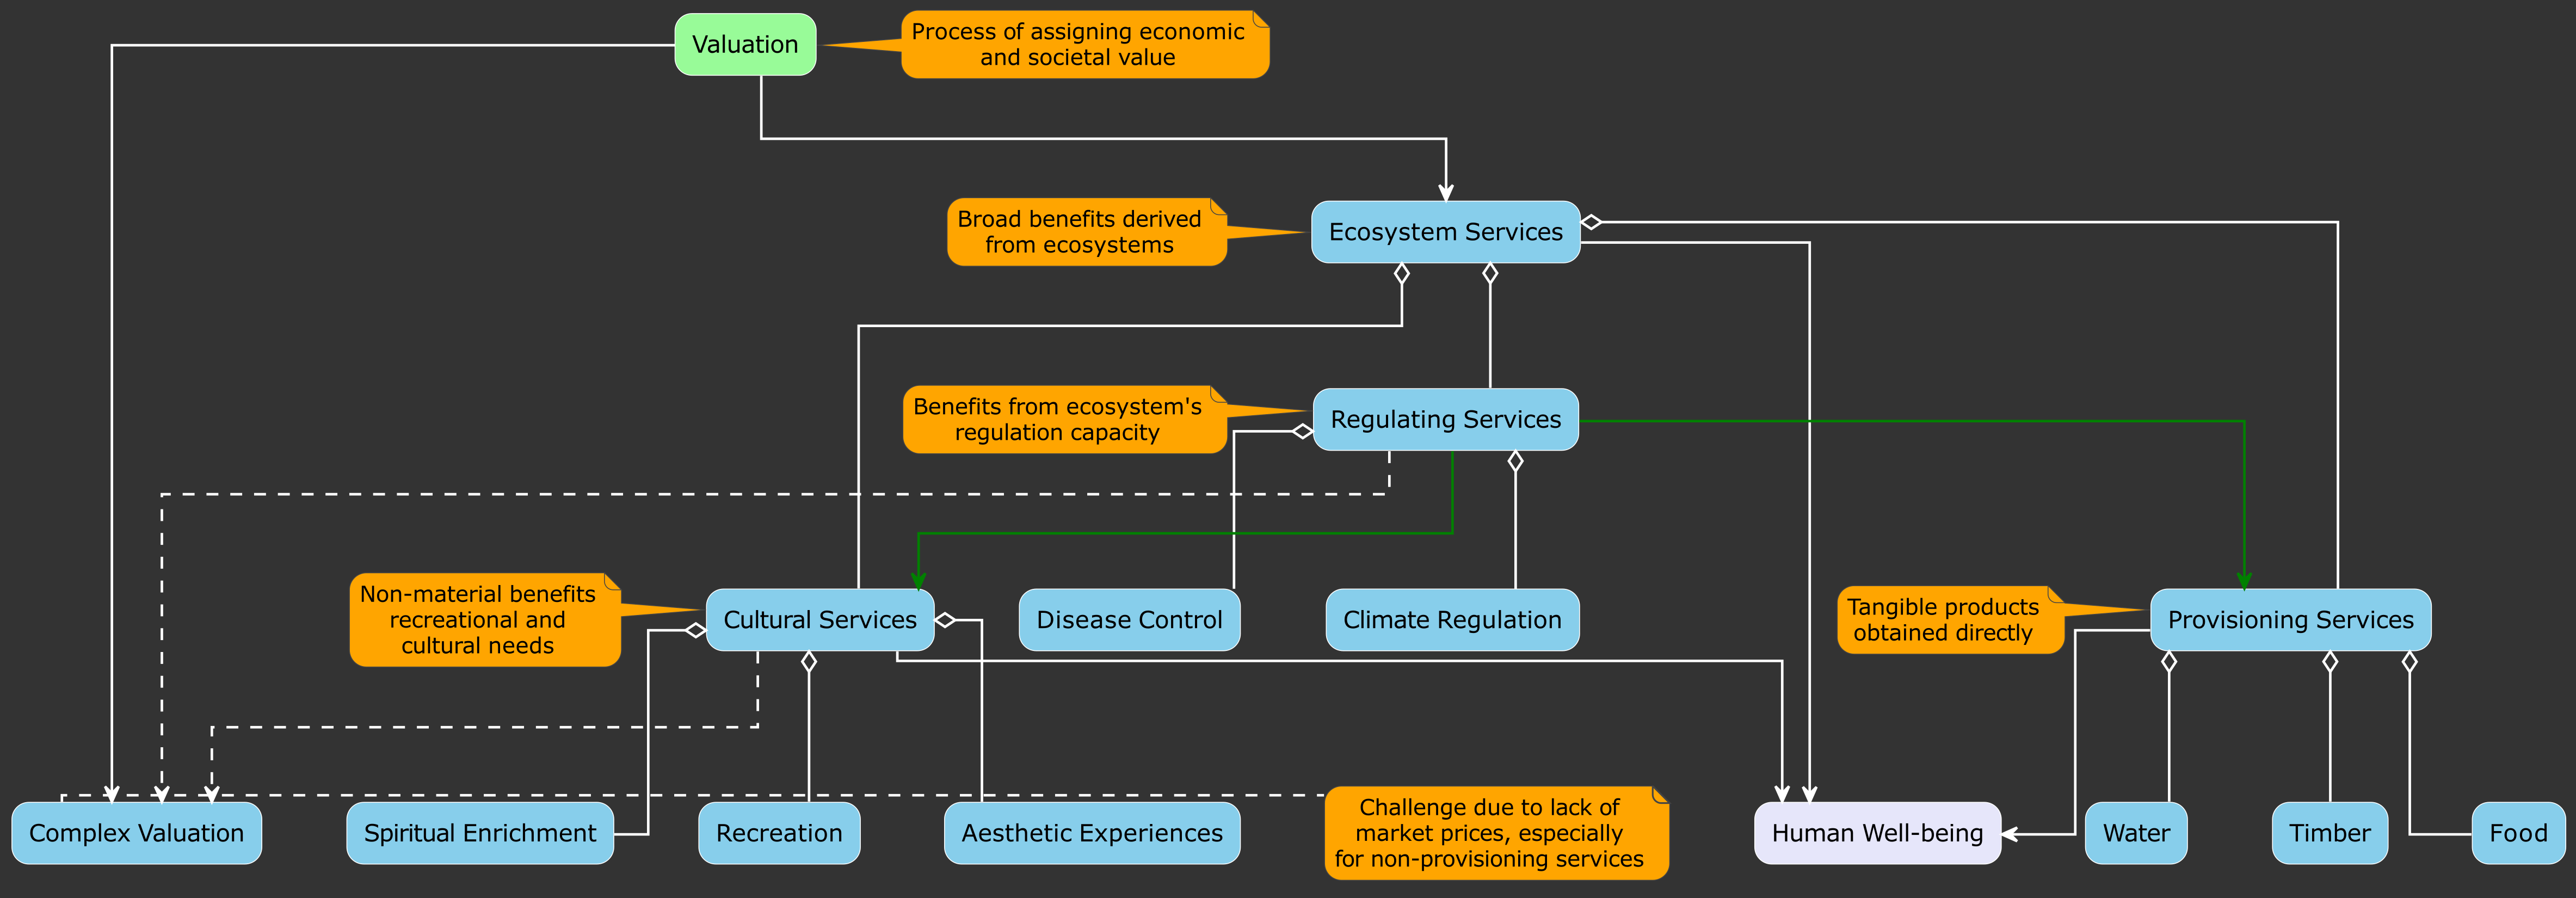 Valuation
Process of assigning economic
and societal value
Broad benefits derived
from ecosystems
Ecosystem Services
Benefits from ecosystem's
regulation capacity
Regulating Services
Non-material benefits
recreational and
cultural needs
Cultural Services
Disease Control
Climate Regulation
Tangible products
obtained directly
Provisioning Services
Complex Valuation
Spiritual Enrichment
Recreation
Aesthetic Experiences
Challenge due to lack of
market prices, especially
for non-provisioning services
Human Well-being
Water
Timber
Food